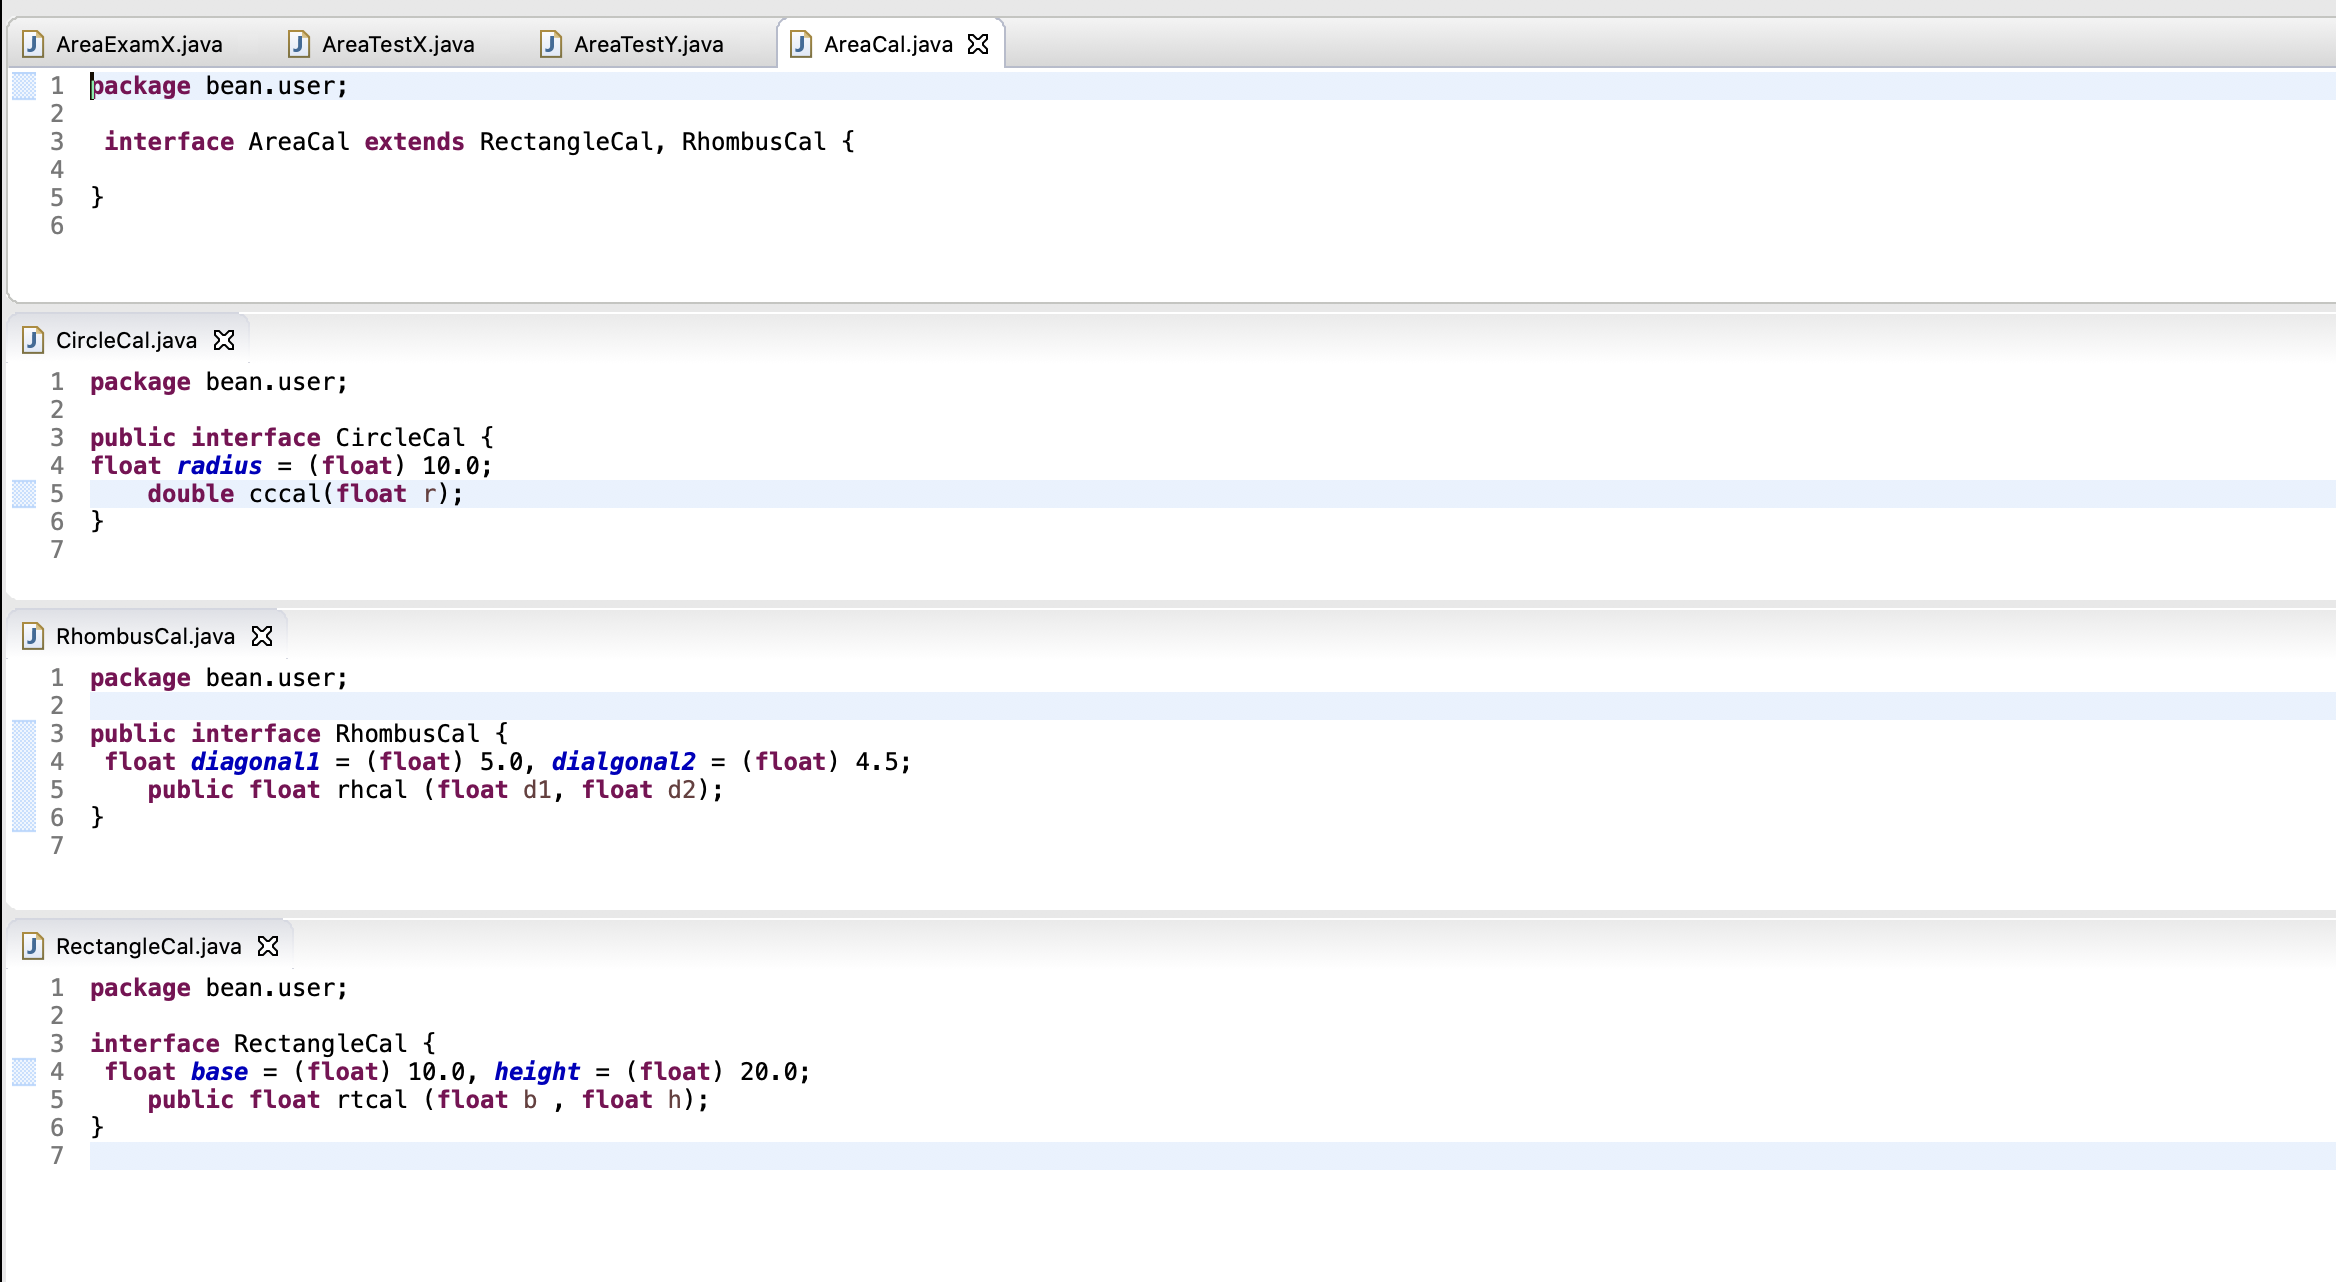 AreaExamX.java AreaTestX.java AreaTestY.java AreaCal.java
1 package bean.user;
2
3 interface AreaCal extends RectangleCal, RhombusCal {
4
5 }
6
CircleCal.java
1 package bean.user;
2
3 public interface CircleCal {
4 float radius = (float) 10.0;
5 double cccal(float r);
6 }
7
RhombusCal.java
1 package bean.user;
2
3 public interface RhombusCal {
4 float diagonal1 = (float) 5.0, dialgonal2 = (float) 4.5;
5 public float rhcal (float d1, float d2);
6 }
7
RectangleCal.java
1 package bean.user;
2
3 interface RectangleCal {
4 float base = (float) 10.0, height = (float) 20.0;
5 public float rtcal (float b , float h);
6 }
7